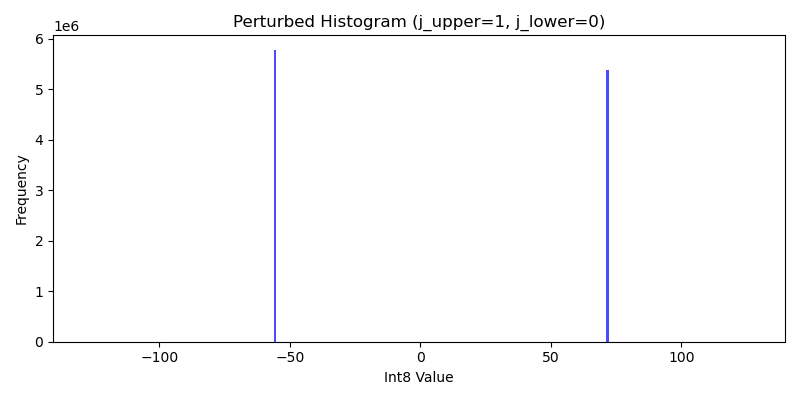 Perturbed Histogram (j_upper=1, j_lower=0)
1e6
6
5
4
3
2
1
0
Frequency
−100 −50 0 50 100
Int8 Value